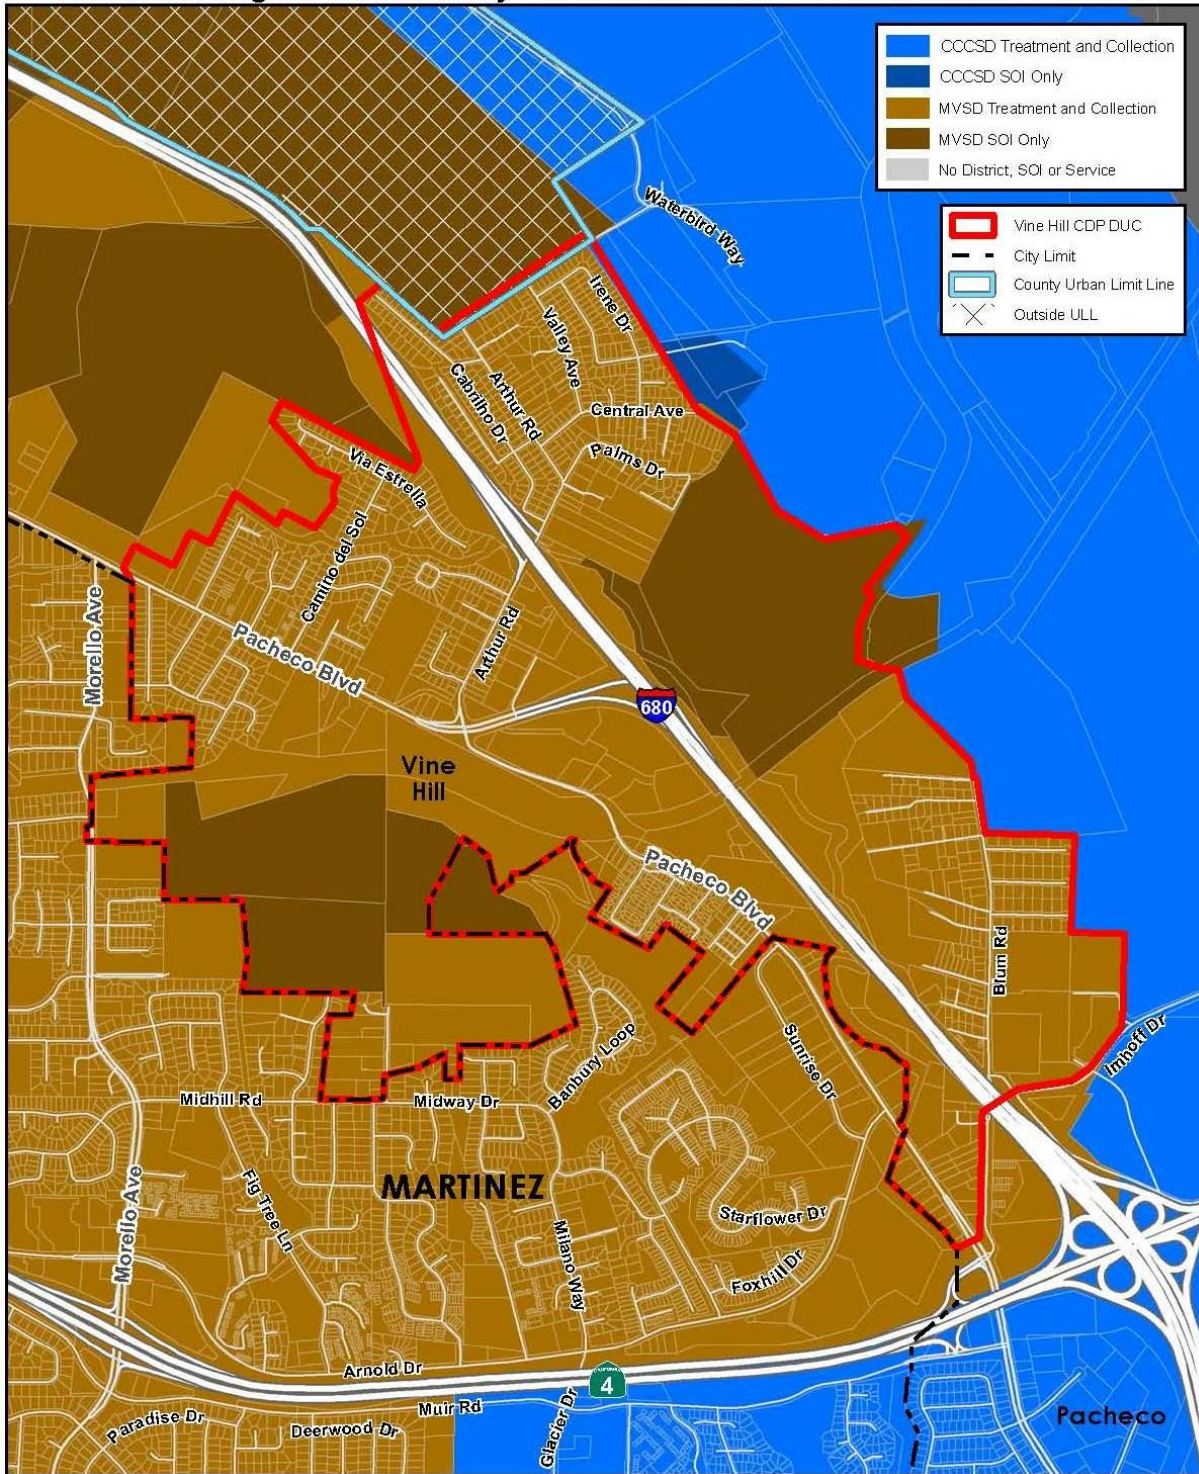 CCCSD Treatment and Collection
CCCSD SOI Only
MVSD Treatment and Collection
MVSD SOI Only
No District, SOI or Service
Vine Hill CDP DUC
City Limit
County Urban Limit Line
Outside ULL
Waterbird Way
Irene Dr
Valley Ave
Arthur Rd
Cabrilho Dr
Central Ave
Palms Dr
Via Estrella
Camino del Sol
Morello Ave
Pacheco Blvd
Arthur Rd
680
Vine
Hill
Pacheco Blvd
Blum Rd
Imhoff Dr
Sunrise Dr
Banbury Loop
Midhill Rd
Midway Dr
MARTINEZ
Fig Tree Ln
Morello Ave
Starflower Dr
Milano Way
Foxhill Dr
Arnold Dr
4
Muir Rd
Paradise Dr
Deerwood Dr
Glacier Dr
Pacheco